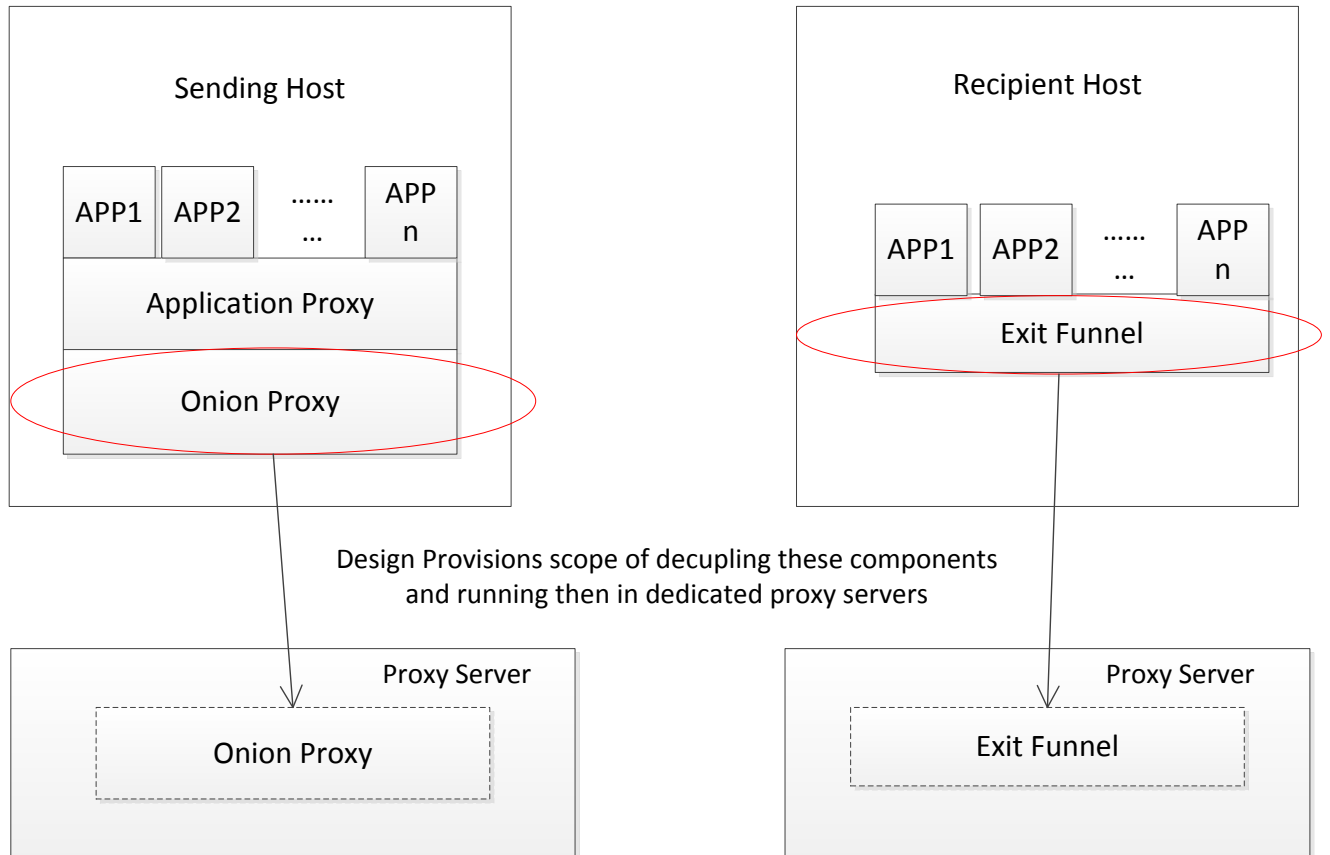 Sending Host
APP1
APP2
......
...
APP
n
Application Proxy
Onion Proxy
Recipient Host
APP1
APP2
......
...
APP
n
Exit Funnel
Design Provisions scope of decupling these components
and running then in dedicated proxy servers
Proxy Server
Onion Proxy
Proxy Server
Exit Funnel